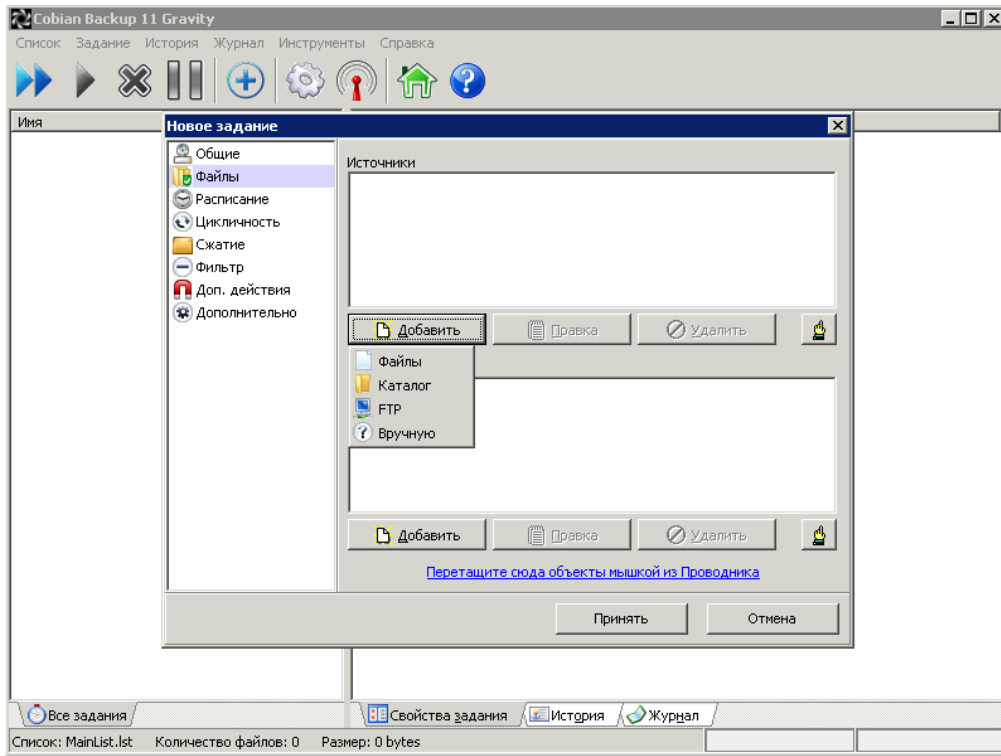 Cobian Backup 11 Gravity
Список Задание История Журнал Инструменты Справка
Имя
Новое задание
Общие
Файлы
Расписание
Цикличность
Сжатие
Фильтр
Доп. действия
Дополнительно
Источники
Добавить Правка Удалить
Файлы
Каталог
FTP
Вручную
Добавить Правка Удалить
Перетащите сюда объекты мышкой из Проводника
Принять Отмена
Все задания Свойства задания История Журнал
Список: MainList.lst Количество файлов: 0 Размер: 0 bytes